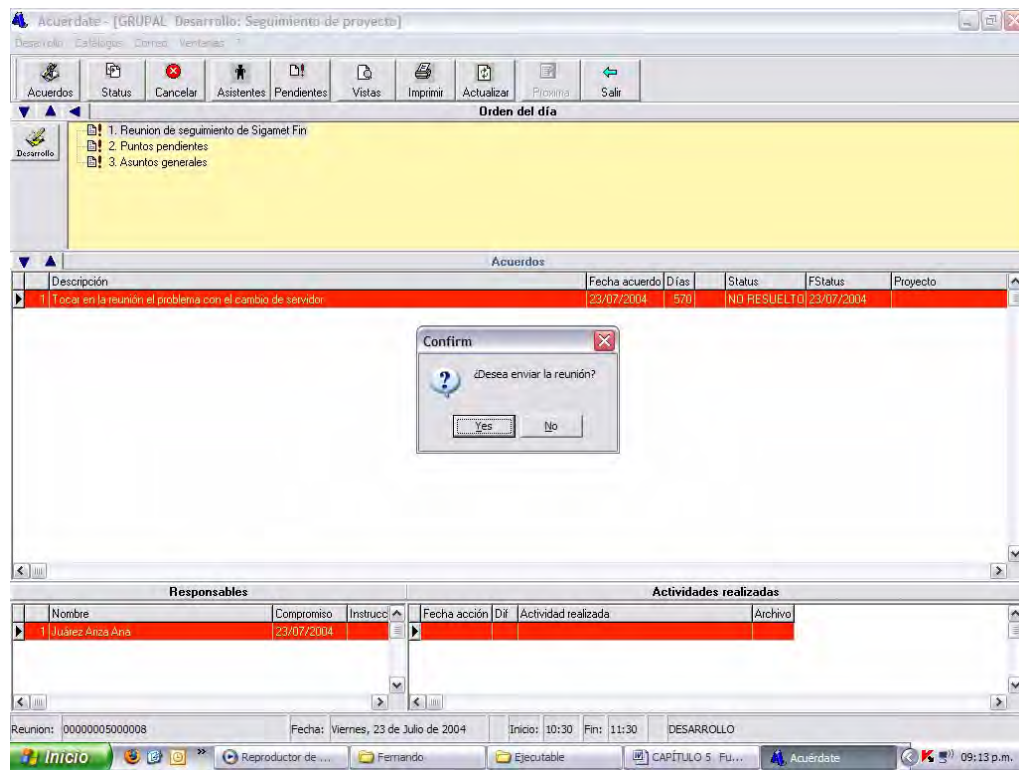 Acuerdate - [GRUPAL Desarrollo: Seguimiento de proyecto]
Desarrollo Catálogos Correo Ventanas ?
Acuerdos Status Cancelar Asistentes Pendientes Vistas Imprimir Actualizar Próxima Salir
Orden del día
Desarrollo
1. Reunion de seguimiento de Sigamet Fin
2. Puntos pendientes
3. Asuntos generales
Acuerdos
Descripción Fecha acuerdo Días Status FStatus Proyecto
1 Tocar en la reunión el problema con el cambio de servidor 23/07/2004 570 NO RESUELTO 23/07/2004
Confirm
¿Desea enviar la reunión?
Yes No
Responsables Actividades realizadas
Nombre Compromiso Instrucc Fecha acción Dif Actividad realizada Archivo
1 Juárez Ariza Ana 23/07/2004
Reunion: 00000005000008 Fecha: Viernes, 23 de Julio de 2004 Inicio: 10:30 Fin: 11:30 DESARROLLO
Inicio Reproductor de ... Fernando Ejecutable CAPÍTULO 5 Fu... Acuérdate 09:13 p.m.